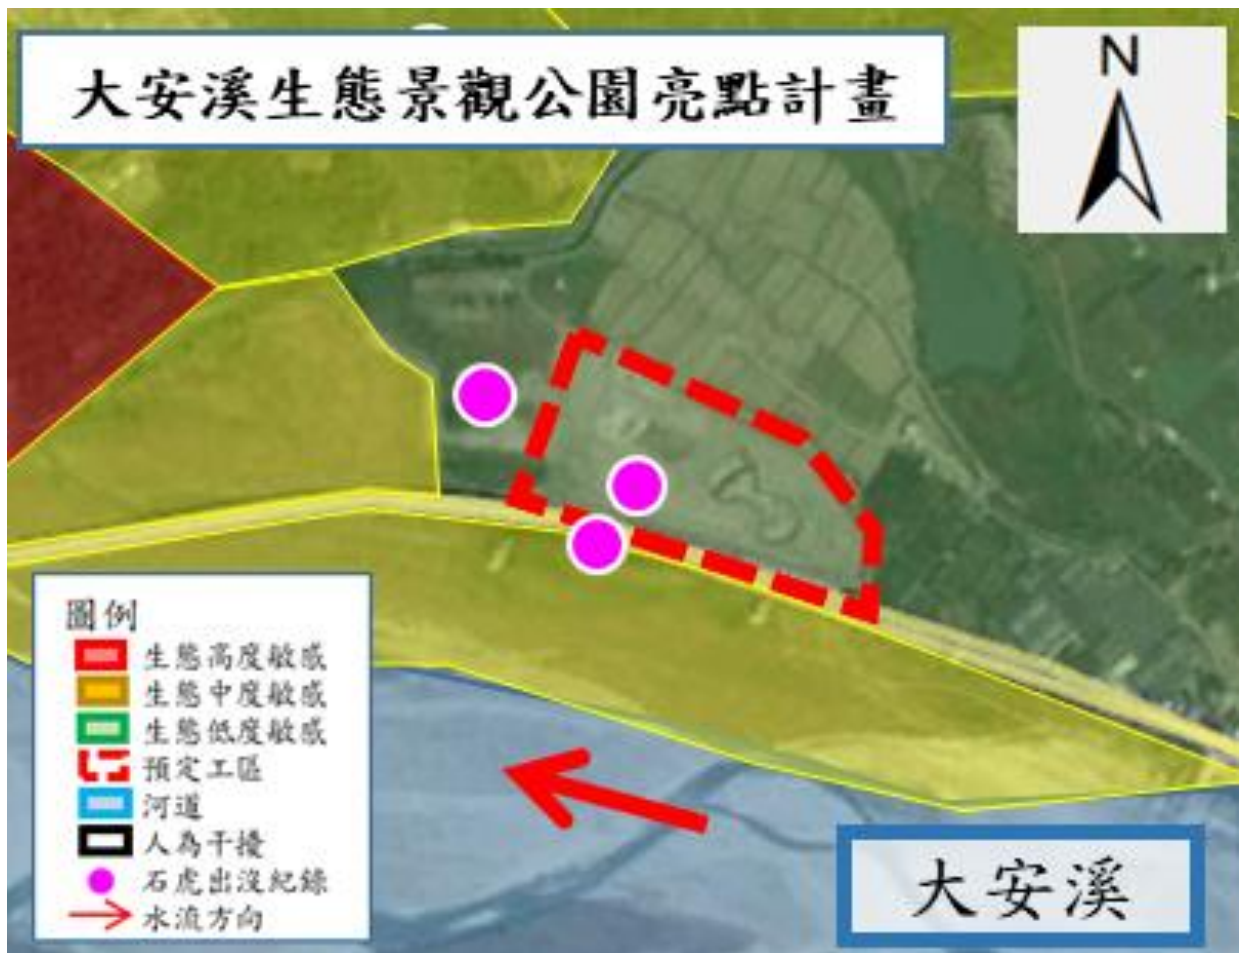 大安溪生態景觀公園亮點計畫
N
圖例
生態高度敏感
生態中度敏感
生態低度敏感
預定工區
河道
人為干擾
石虎出沒紀錄
水流方向
大安溪